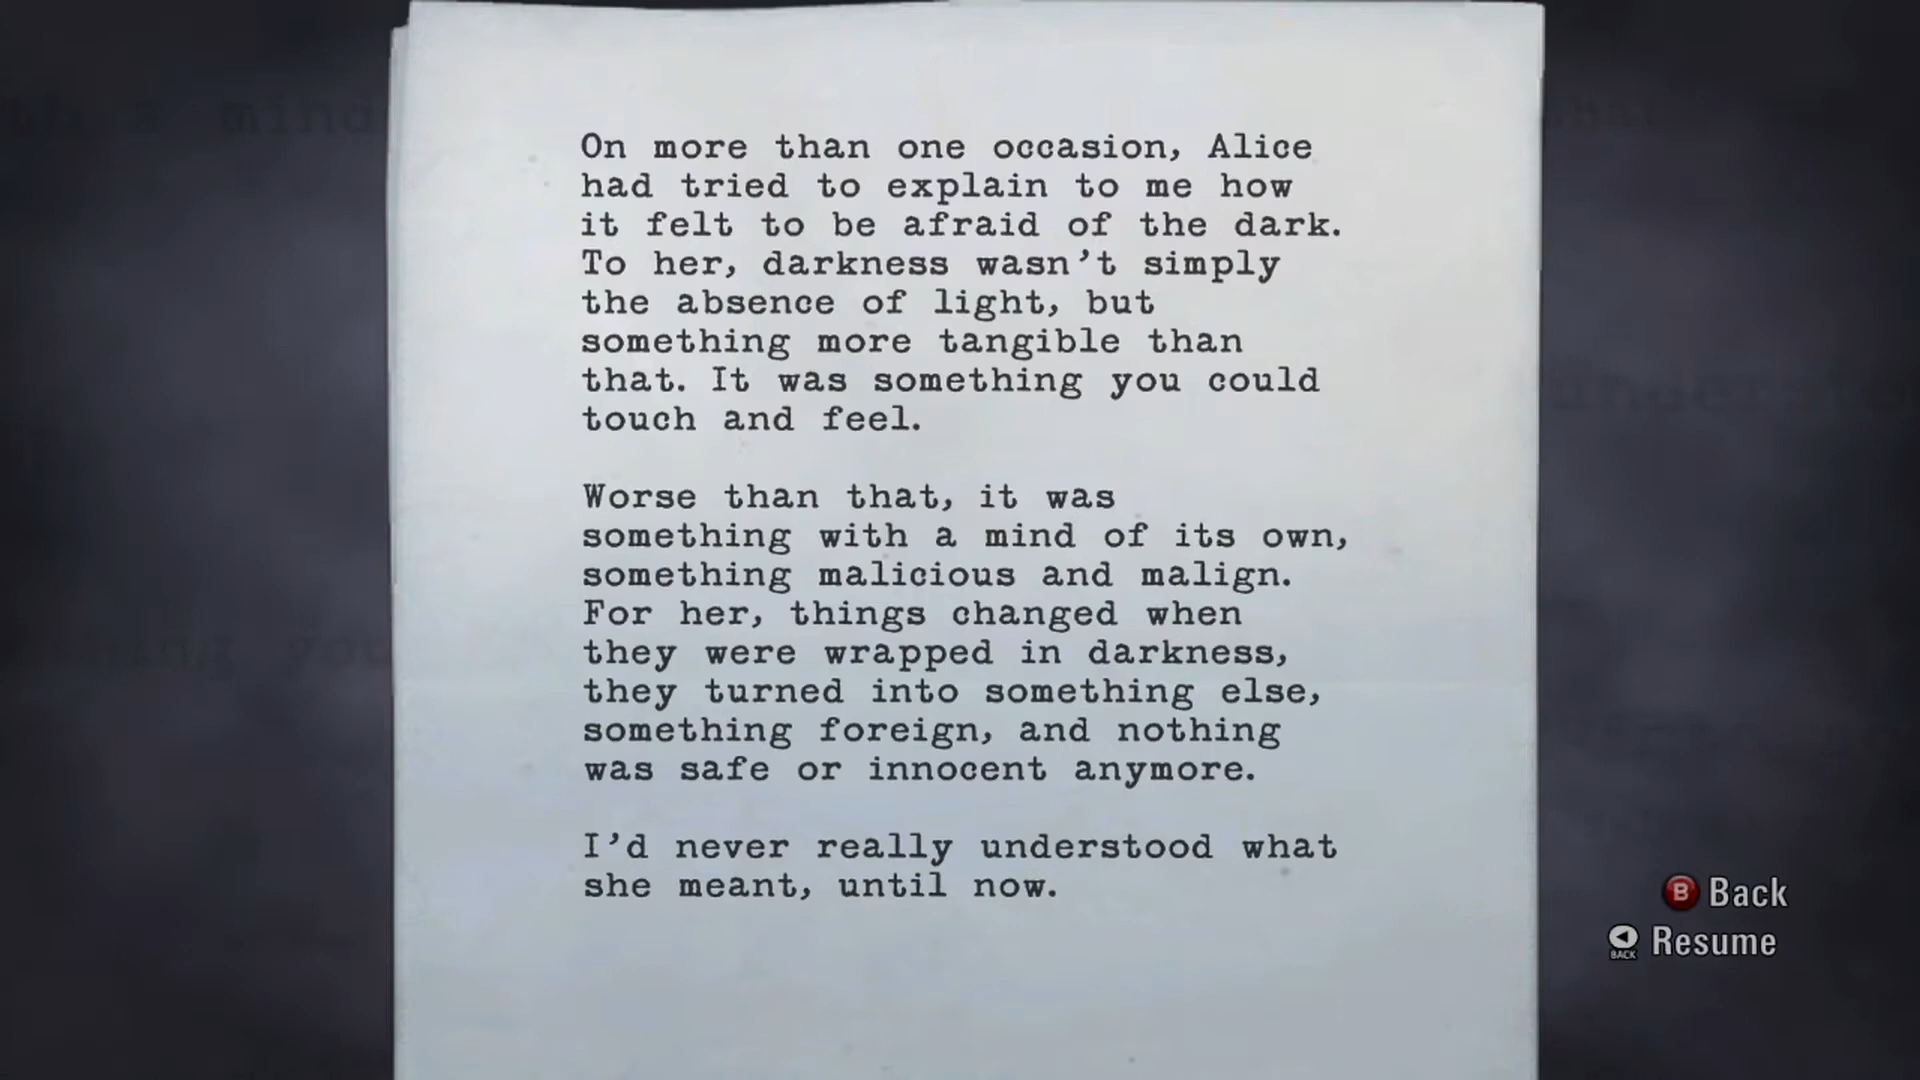 On more than one occasion, Alice
had tried to explain to me how
it felt to be afraid of the dark.
To her, darkness wasn’t simply
the absence of light, but
something more tangible than
that. It was something you could
touch and feel.
Worse than that, it was
something with a mind of its own,
something malicious and malign.
For her, things changed when
they were wrapped in darkness,
they turned into something else,
something foreign, and nothing
was safe or innocent anymore.
I’d never really understood what
she meant, until now.
B Back
BACK Resume